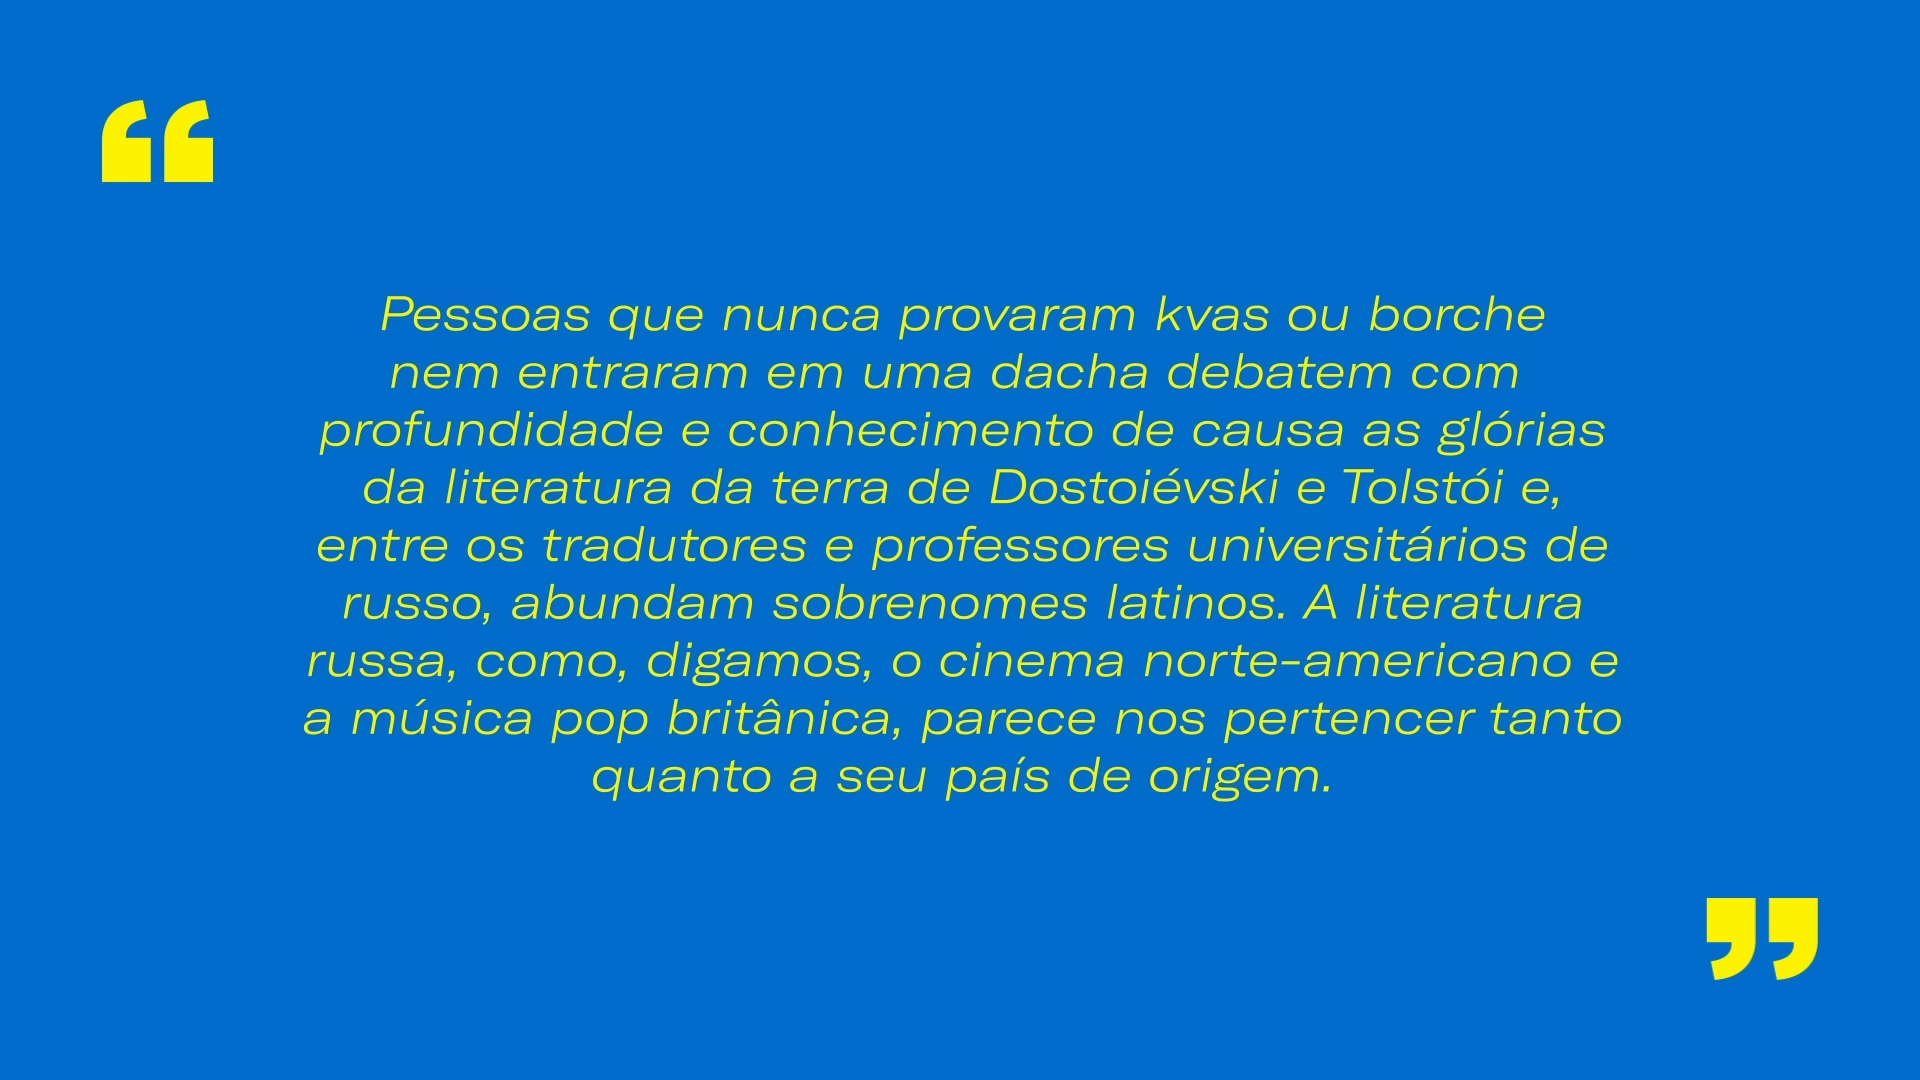 “
Pessoas que nunca provaram kvas ou borche
nem entraram em uma dacha debatem com
profundidade e conhecimento de causa as glórias
da literatura da terra de Dostoiévski e Tolstói e,
entre os tradutores e professores universitários de
russo, abundam sobrenomes latinos. A literatura
russa, como, digamos, o cinema norte-americano e
a música pop britânica, parece nos pertencer tanto
quanto a seu país de origem.
”